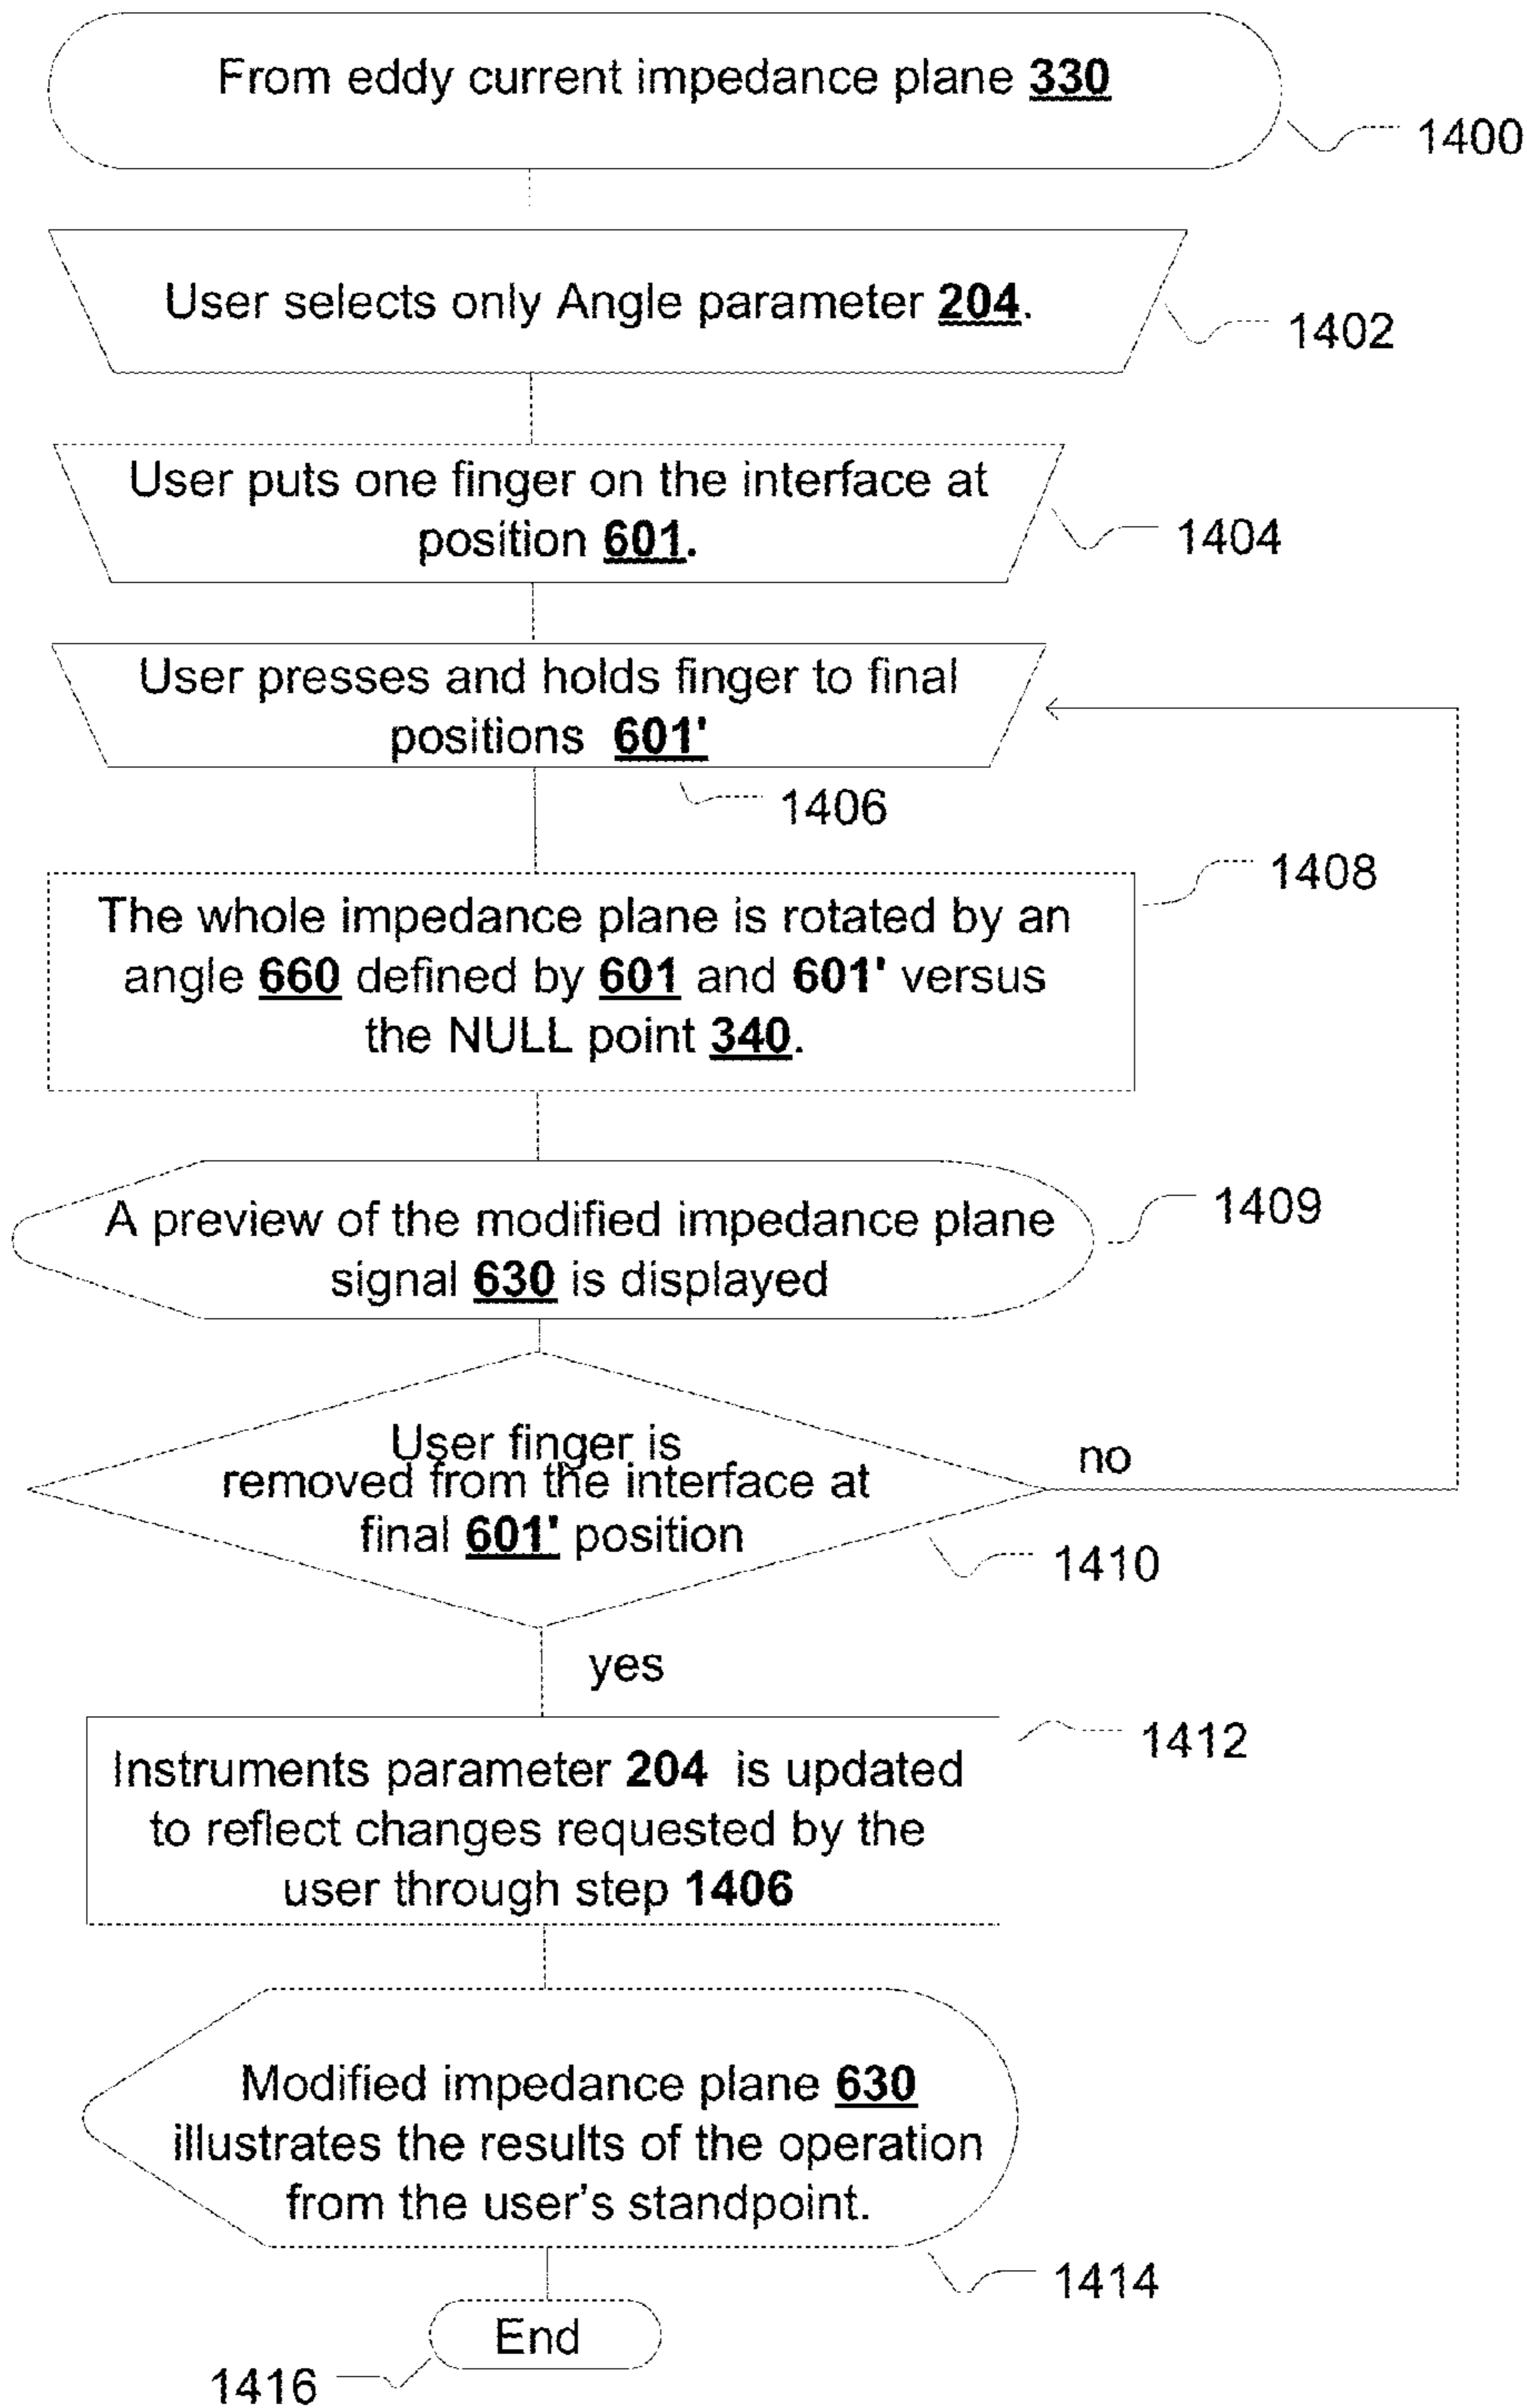 From eddy current impedance plane 330
1400
User selects only Angle parameter 204.
1402
User puts one finger on the interface at
position 601.
1404
User presses and holds finger to final
positions 601'
1406
1408
The whole impedance plane is rotated by an
angle 660 defined by 601 and 601' versus
the NULL point 340.
A preview of the modified impedance plane
signal 630 is displayed
1409
User finger is
removed from the interface at
final 601' position
no
1410
yes
Instruments parameter 204 is updated
to reflect changes requested by the
user through step 1406
1412
Modified impedance plane 630
illustrates the results of the operation
from the user's standpoint.
1414
End
1416